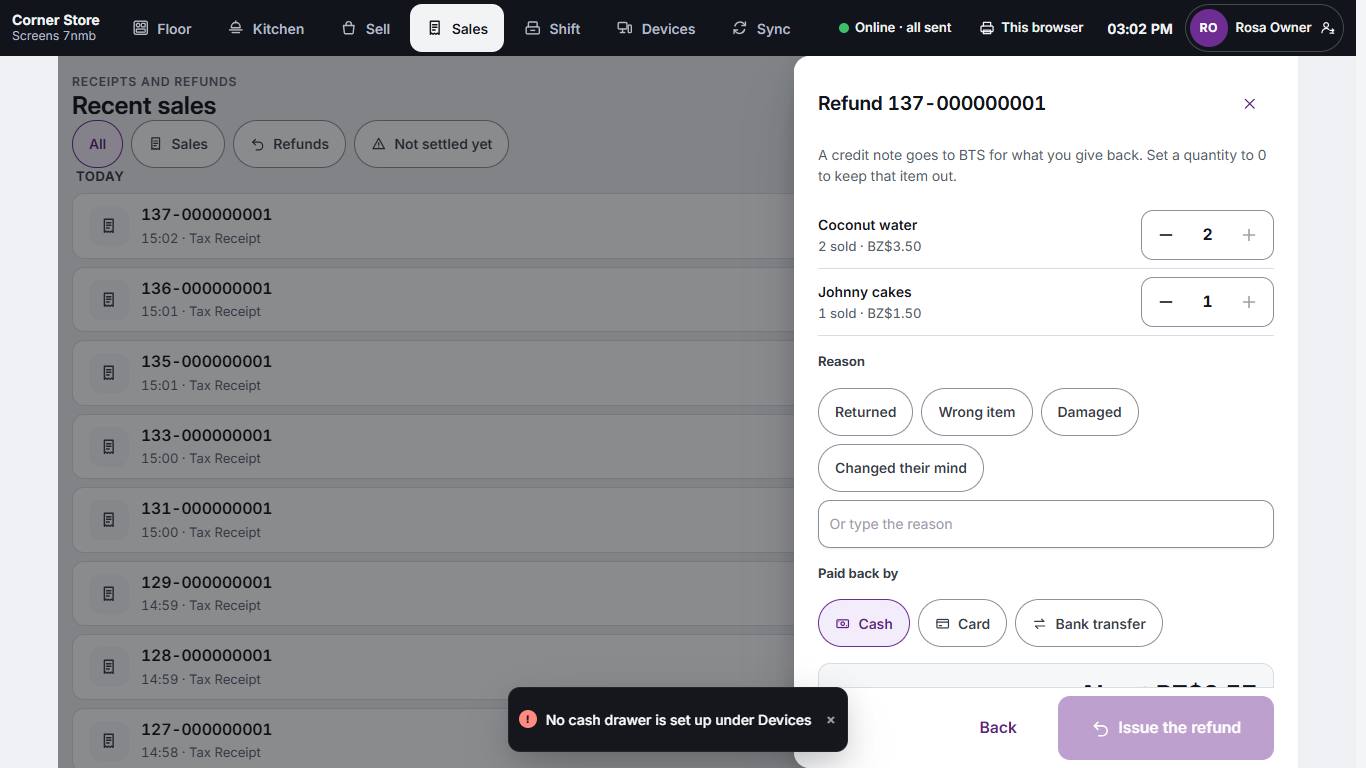 Corner Store
Screens 7nmb
Floor
Kitchen
Sell
Sales
Shift
Devices
Sync
Online · all sent
This browser
03:02 PM
RO
Rosa Owner
RECEIPTS AND REFUNDS
Recent sales
All
Sales
Refunds
Not settled yet
TODAY
137-000000001
15:02 · Tax Receipt
136-000000001
15:01 · Tax Receipt
135-000000001
15:01 · Tax Receipt
133-000000001
15:00 · Tax Receipt
131-000000001
15:00 · Tax Receipt
129-000000001
14:59 · Tax Receipt
128-000000001
14:59 · Tax Receipt
127-000000001
14:58 · Tax Receipt
Refund 137-000000001
A credit note goes to BTS for what you give back. Set a quantity to 0
to keep that item out.
Coconut water
2 sold · BZ$3.50
2
Johnny cakes
1 sold · BZ$1.50
1
Reason
Returned
Wrong item
Damaged
Changed their mind
Or type the reason
Paid back by
Cash
Card
Bank transfer
Back
Issue the refund
No cash drawer is set up under Devices